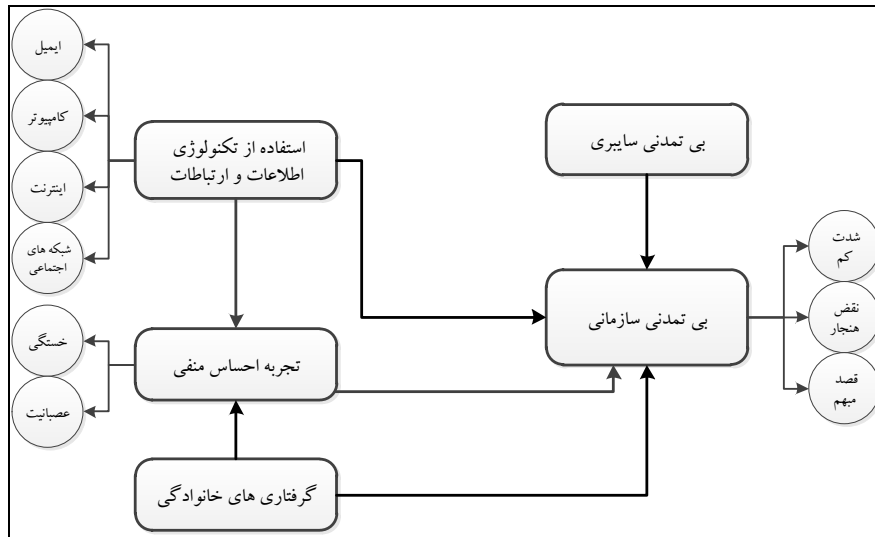 ایمیل
کامپیوتر
اینترنت
شبکه های
اجتماعی
استفاده از تکنولوژی
اطلاعات و ارتباطات
بی تمدنی سایبری
شدت
کم
نقض
هنجار
قصد
مبهم
بی تمدنی سازمانی
خستگی
عصبانیت
تجربه احساس منفی
گرفتاری های خانوادگی